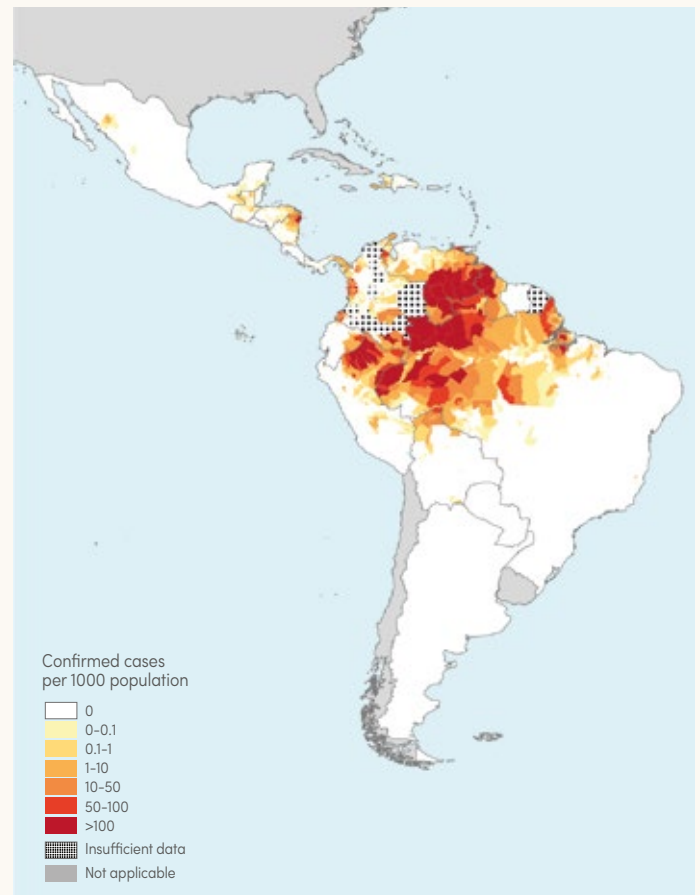 Confirmed cases
per 1000 population
0
0-0.1
0.1-1
1-10
10-50
50-100
>100
Insufficient data
Not applicable